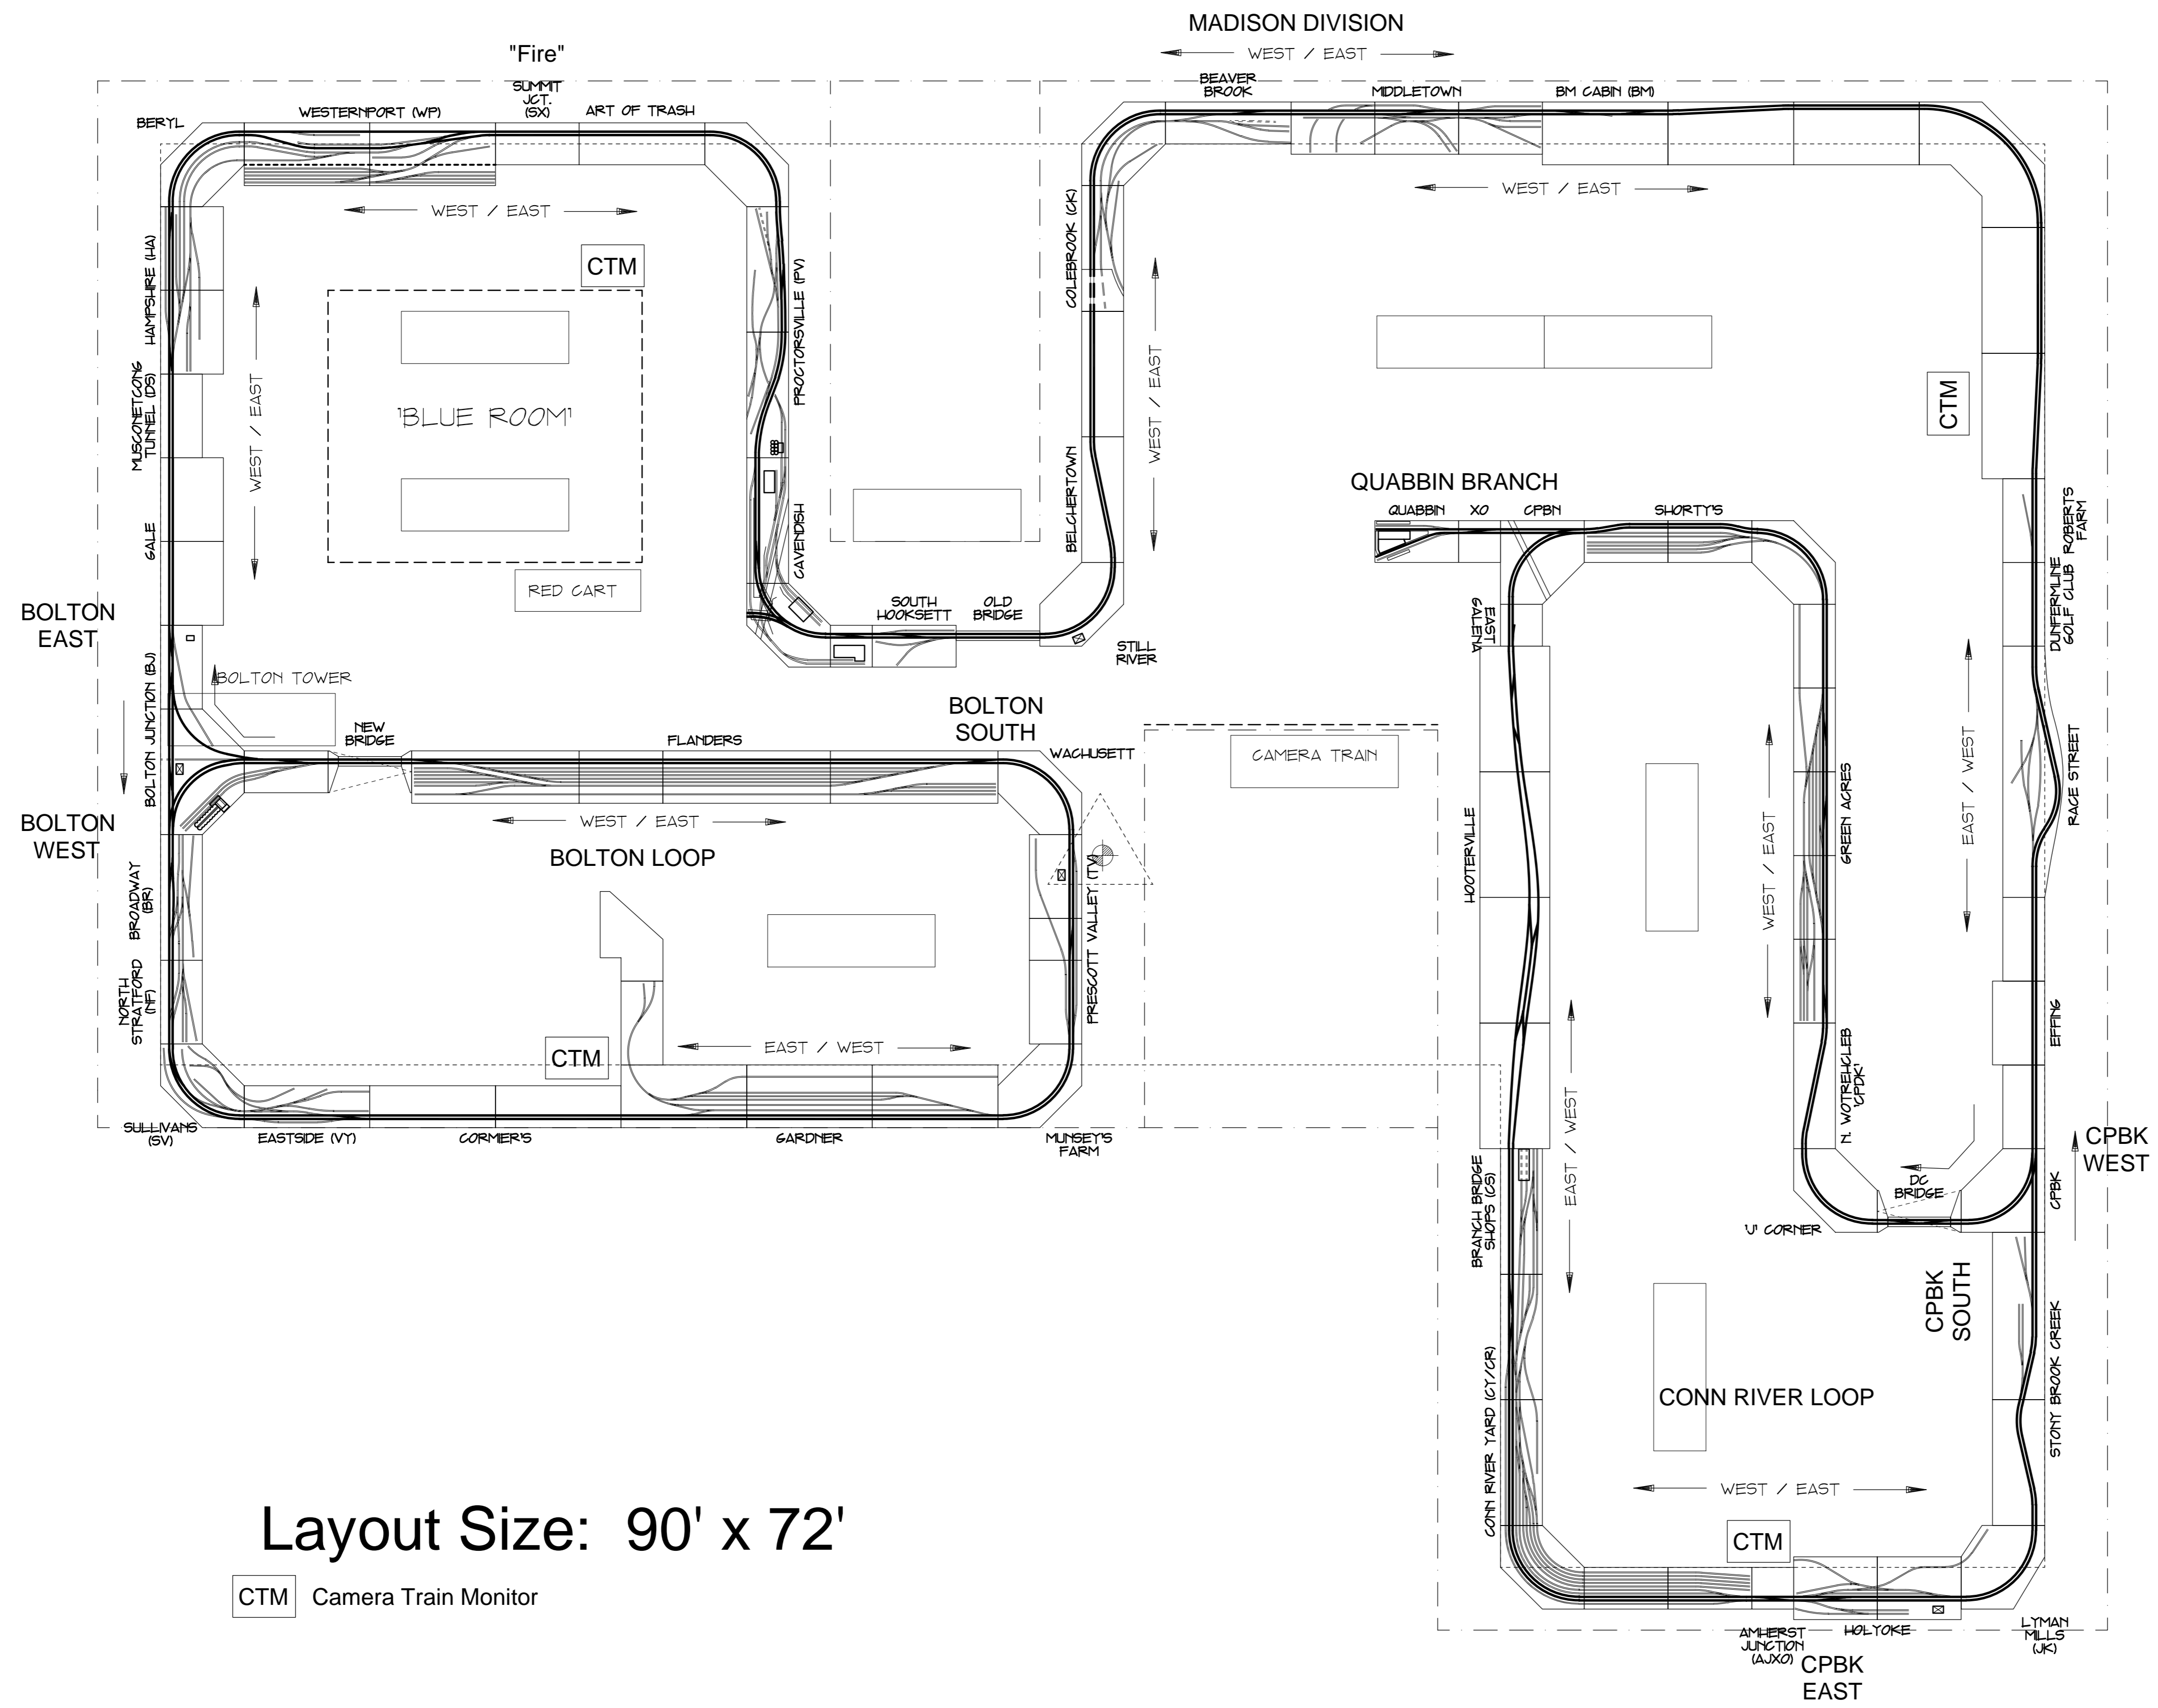 MADISON DIVISION
WEST / EAST
"Fire"
SUMMIT
JCT.
(SX)
BERYL
WESTERNPORT (WP)
ART OF TRASH
BEAVER
BROOK
MIDDLETOWN
BM CABIN (BM)
WEST / EAST
WEST / EAST
CTM
HAMPSHIRE (HA)
WEST / EAST
PROCTORSVILLE (PV)
COLEBROOK (CK)
WEST / EAST
CTM
'BLUE ROOM'
MUSCONETCONG
TUNNEL (DS)
GALE
CAVENDISH
BELCHERTOWN
QUABBIN BRANCH
QUABBIN
XO
CPBN
SHORTY'S
ROBERTS
FARM
DUNFERMLINE
GOLF CLUB
RED CART
SOUTH
HOOKSETT
OLD
BRIDGE
STILL
RIVER
EAST
GALENA
BOLTON
EAST
BOLTON TOWER
BOLTON JUNCTION (BJ)
NEW
BRIDGE
FLANDERS
BOLTON
SOUTH
WACHUSETT
CAMERA TRAIN
WEST / EAST
BOLTON LOOP
BOLTON
WEST
BROADWAY
(BR)
NORTH
STRATFORD
(NF)
PRESCOTT VALLEY (TV)
HOOTERVILLE
WEST / EAST
GREEN ACRES
EAST / WEST
RACE STREET
CTM
EAST / WEST
EAST / WEST
N. WOTREHCLEB
'CPDK'
EFFING
SULLIVANS
(SV)
EASTSIDE (VY)
CORMIER'S
GARDNER
MUNSEY'S
FARM
BRANCH BRIDGE
SHOPS (CS)
DC
BRIDGE
'U' CORNER
CPBK
CPBK
WEST
CPBK
SOUTH
STONY BROOK CREEK
CONN RIVER YARD (CY/CR)
CONN RIVER LOOP
WEST / EAST
CTM
AMHERST
JUNCTION
(AJXO)
HOLYOKE
LYMAN
MILLS
(JK)
CPBK
EAST
Layout Size: 90' x 72'
CTM Camera Train Monitor